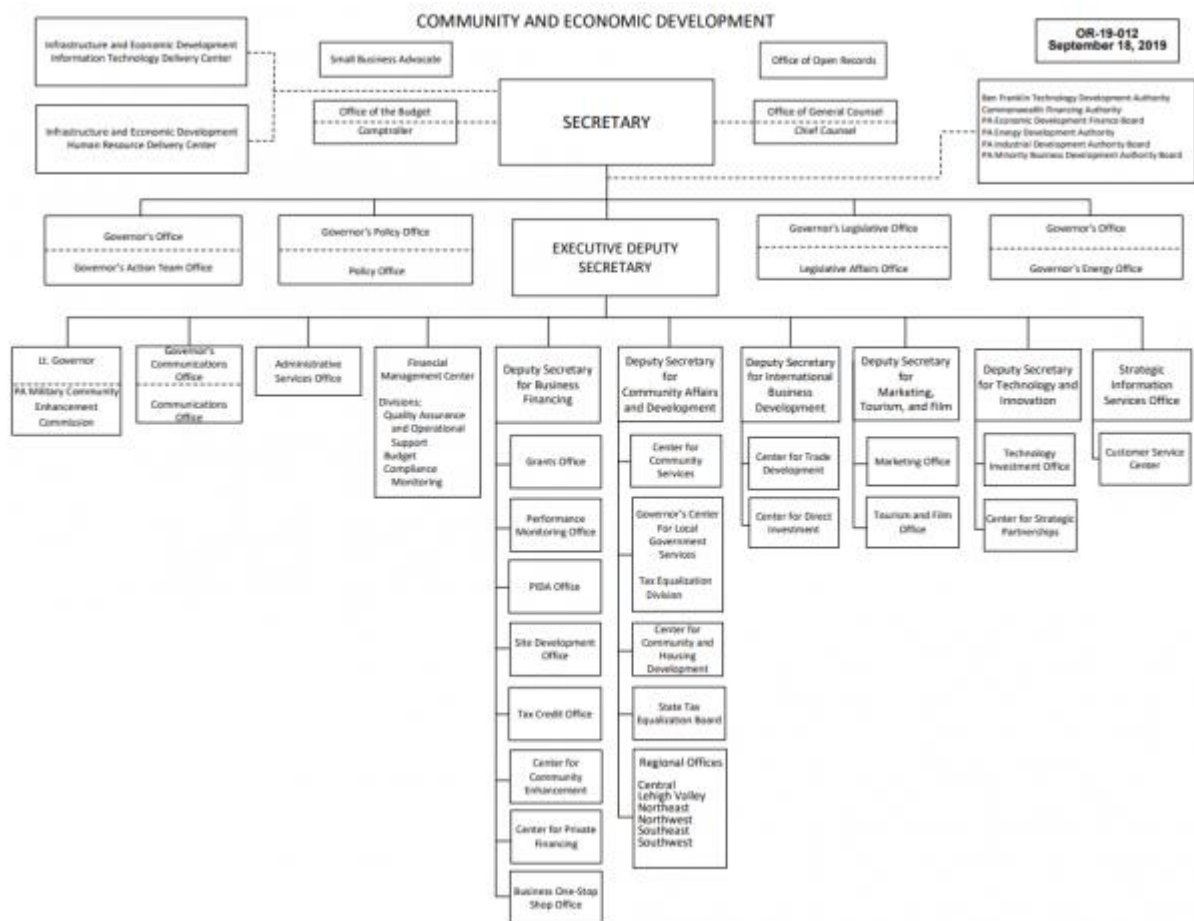 COMMUNITY AND ECONOMIC DEVELOPMENT
OR-19-012
September 18, 2019
Infrastructure and Economic Development
Information Technology Delivery Center
Small Business Advocate
Office of Open Records
Infrastructure and Economic Development
Human Resource Delivery Center
Office of the Budget
Comptroller
SECRETARY
Office of General Counsel
Chief Counsel
Ben Franklin Technology Development Authority
Commonwealth Financing Authority
PA Economic Development Finance Board
PA Energy Development Authority
PA Industrial Development Authority Board
PA Minority Business Development Authority Board
Governor's Office
Governor's Action Team Office
Governor's Policy Office
Policy Office
EXECUTIVE DEPUTY
SECRETARY
Governor's Legislative Office
Legislative Affairs Office
Governor's Office
Governor's Energy Office
Lt. Governor
PA Military Community
Enhancement
Commission
Governor's
Communications
Office
Communications
Office
Administrative
Services Office
Financial
Management Center
Divisions:
Quality Assurance
and Operational
Support
Budget
Compliance
Monitoring
Deputy Secretary
for Business
Financing
Grants Office
Performance
Monitoring Office
PIDA Office
Site Development
Office
Tax Credit Office
Center for
Community
Enhancement
Center for Private
Financing
Business One-Stop
Shop Office
Deputy Secretary
for
Community Affairs
and Development
Center for
Community
Services
Governor's Center
For Local
Government
Services
Tax Equalization
Division
Center for
Community and
Housing
Development
State Tax
Equalization Board
Regional Offices
Central
Lehigh Valley
Northeast
Northwest
Southeast
Southwest
Deputy Secretary
for International
Business
Development
Center for Trade
Development
Center for Direct
Investment
Deputy Secretary
for
Marketing,
Tourism, and Film
Marketing Office
Tourism and Film
Office
Deputy Secretary
for Technology and
Innovation
Technology
Investment Office
Center for Strategic
Partnerships
Strategic
Information
Services Office
Customer Service
Center